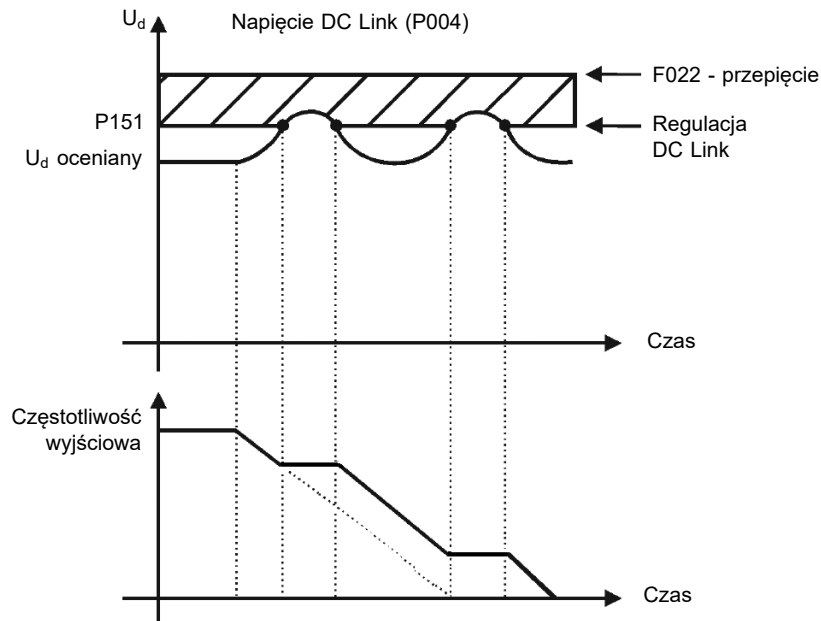 U_d
Napięcie DC Link (P004)
F022 - przepięcie
P151
Regulacja
DC Link
U_d oceniany
Czas
Częstotliwość
wyjściowa
Czas